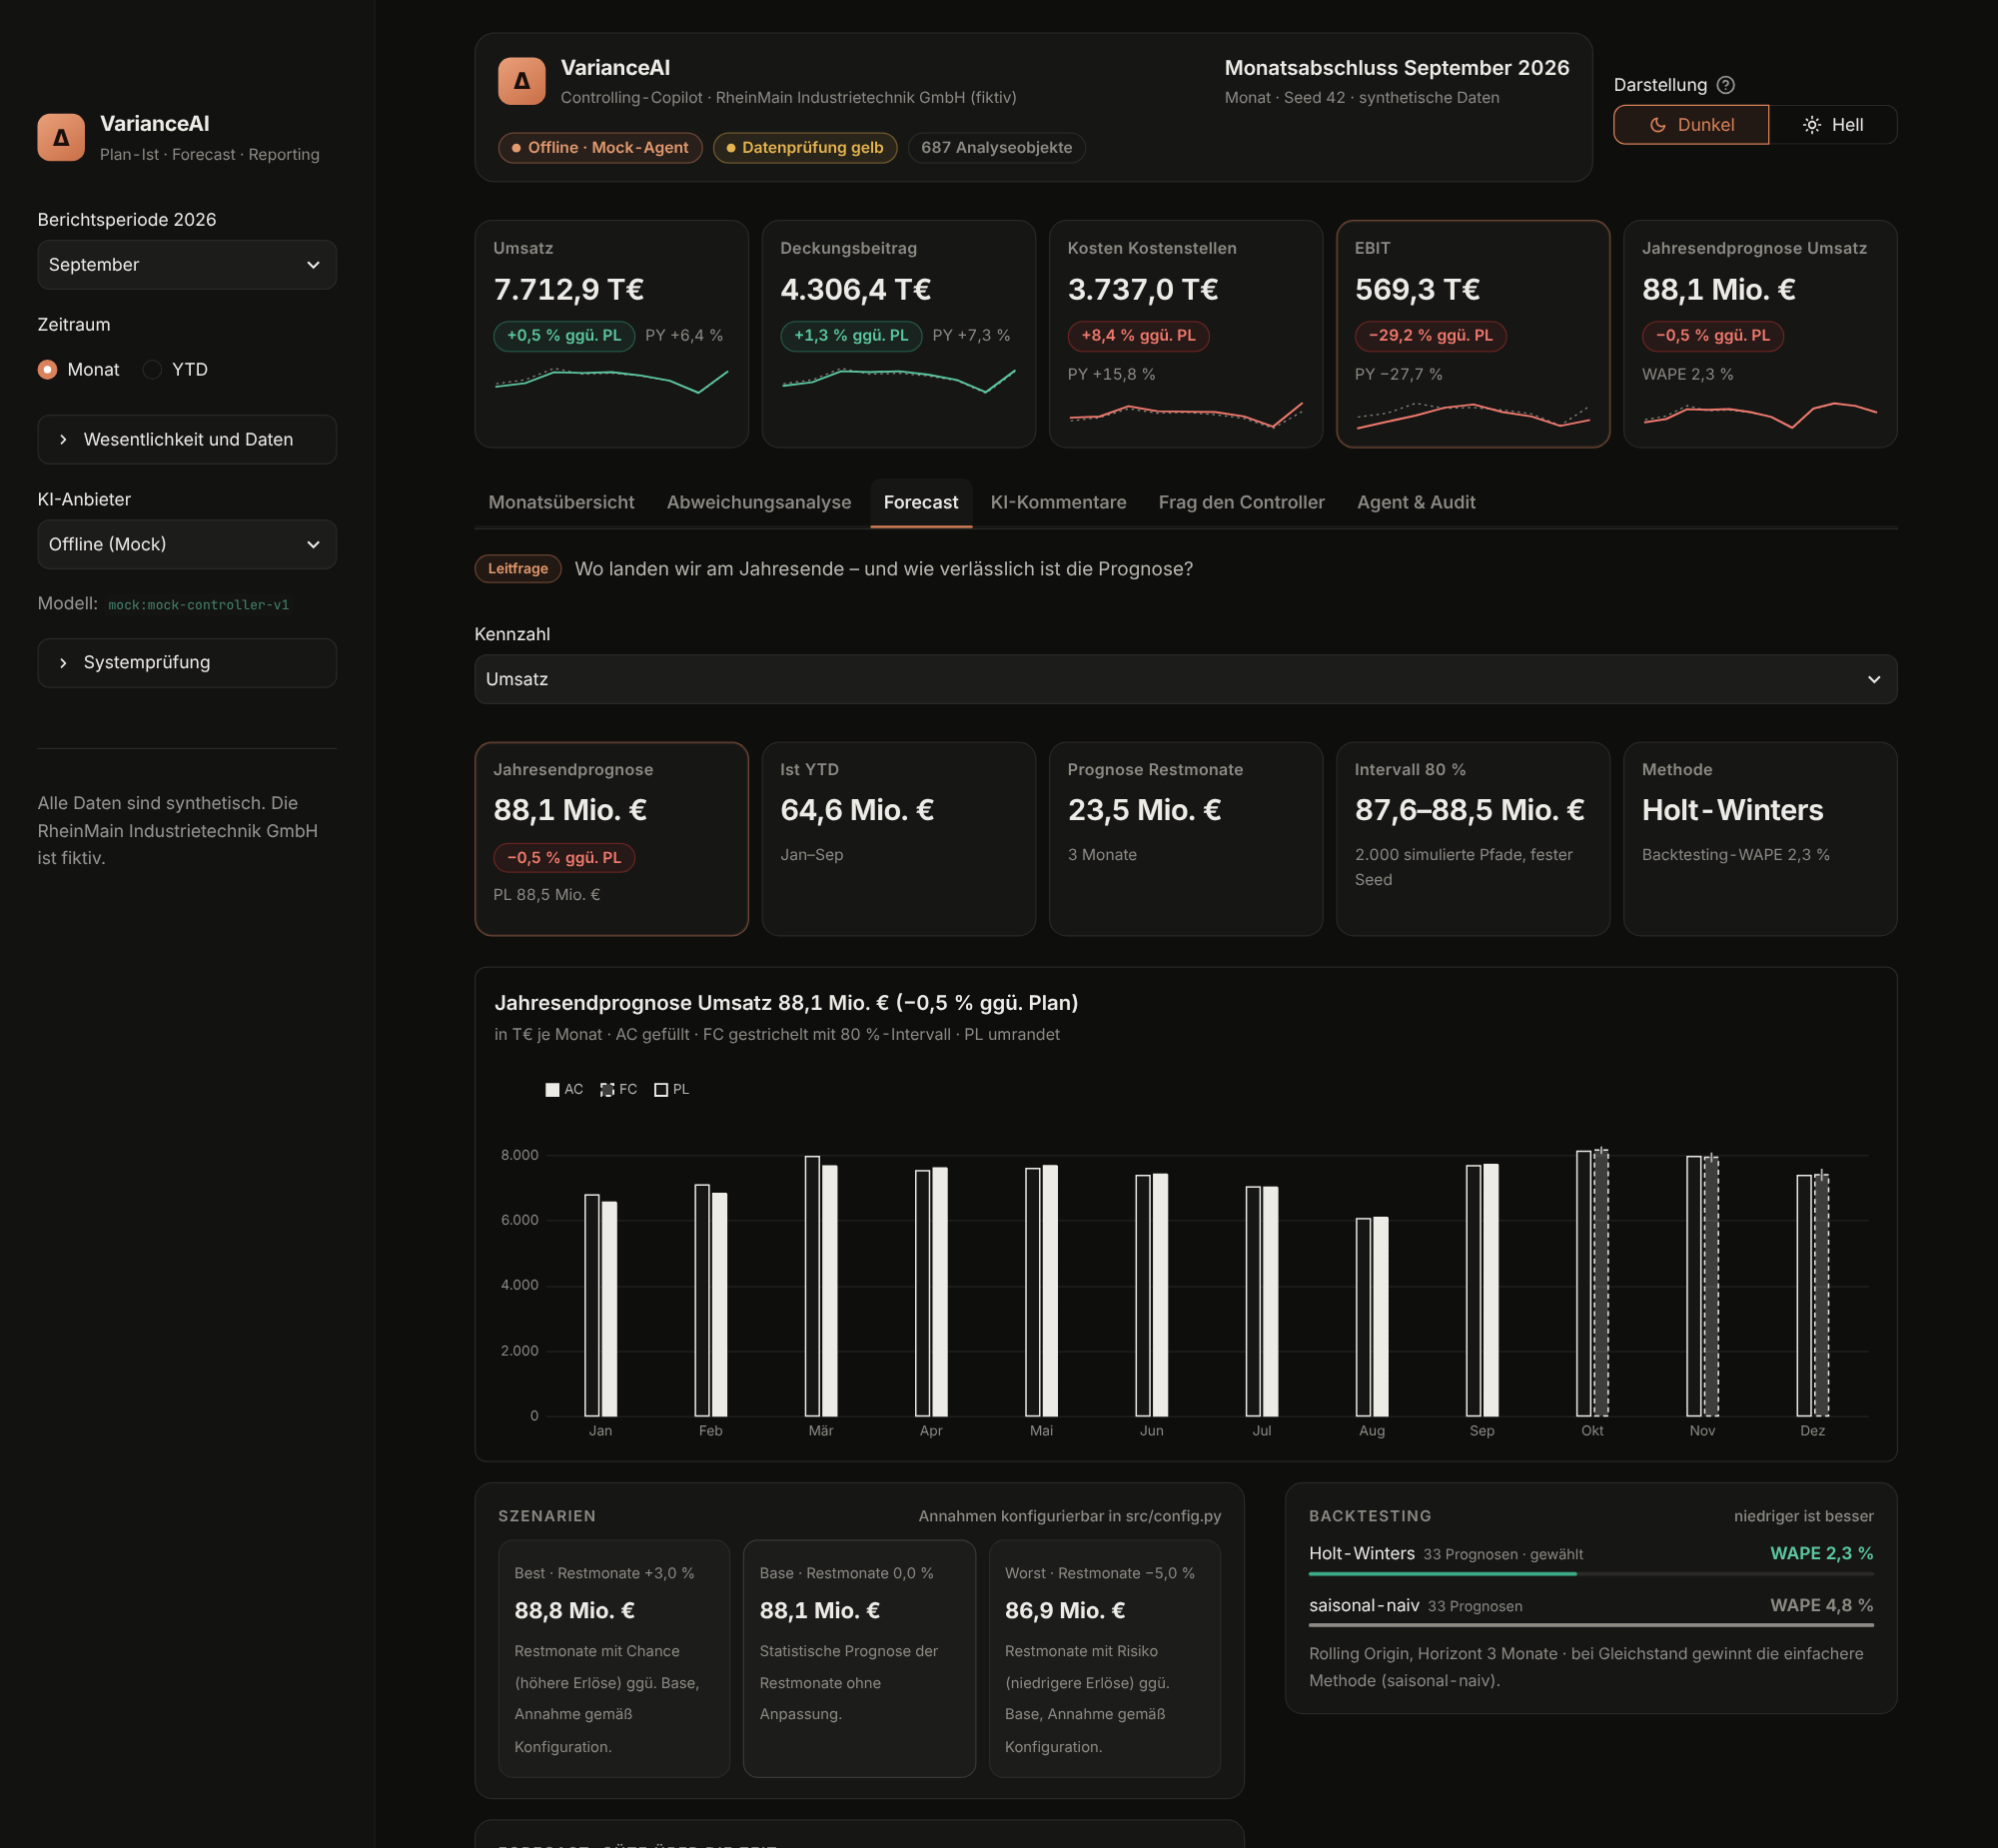 VarianceAI
Plan-Ist · Forecast · Reporting
Berichtsperiode 2026
September
Zeitraum
Monat
YTD
Wesentlichkeit und Daten
KI-Anbieter
Offline (Mock)
Modell: mock:mock-controller-v1
Systemprüfung
Alle Daten sind synthetisch. Die
RheinMain Industrietechnik GmbH
ist fiktiv.
VarianceAI
Controlling-Copilot · RheinMain Industrietechnik GmbH (fiktiv)
Monatsabschluss September 2026
Monat · Seed 42 · synthetische Daten
Offline · Mock-Agent
Datenprüfung gelb
687 Analyseobjekte
Darstellung
Dunkel
Hell
Umsatz
7.712,9 T€
+0,5 % ggü. PL PY +6,4 %
Deckungsbeitrag
4.306,4 T€
+1,3 % ggü. PL PY +7,3 %
Kosten Kostenstellen
3.737,0 T€
+8,4 % ggü. PL
PY +15,8 %
EBIT
569,3 T€
−29,2 % ggü. PL
PY −27,7 %
Jahresendprognose Umsatz
88,1 Mio. €
−0,5 % ggü. PL
WAPE 2,3 %
Monatsübersicht
Abweichungsanalyse
Forecast
KI-Kommentare
Frag den Controller
Agent & Audit
Leitfrage Wo landen wir am Jahresende – und wie verlässlich ist die Prognose?
Kennzahl
Umsatz
Jahresendprognose
88,1 Mio. €
−0,5 % ggü. PL
PL 88,5 Mio. €
Ist YTD
64,6 Mio. €
Jan–Sep
Prognose Restmonate
23,5 Mio. €
3 Monate
Intervall 80 %
87,6–88,5 Mio. €
2.000 simulierte Pfade, fester
Seed
Methode
Holt-Winters
Backtesting-WAPE 2,3 %
Jahresendprognose Umsatz 88,1 Mio. € (−0,5 % ggü. Plan)
in T€ je Monat · AC gefüllt · FC gestrichelt mit 80 %-Intervall · PL umrandet
AC FC PL
8.000
6.000
4.000
2.000
0
Jan Feb Mär Apr Mai Jun Jul Aug Sep Okt Nov Dez
SZENARIEN
Annahmen konfigurierbar in src/config.py
Best · Restmonate +3,0 %
88,8 Mio. €
Restmonate mit Chance
(höhere Erlöse) ggü. Base,
Annahme gemäß
Konfiguration.
Base · Restmonate 0,0 %
88,1 Mio. €
Statistische Prognose der
Restmonate ohne
Anpassung.
Worst · Restmonate −5,0 %
86,9 Mio. €
Restmonate mit Risiko
(niedrigere Erlöse) ggü.
Base, Annahme gemäß
Konfiguration.
BACKTESTING
niedriger ist besser
Holt-Winters 33 Prognosen · gewählt WAPE 2,3 %
saisonal-naiv 33 Prognosen WAPE 4,8 %
Rolling Origin, Horizont 3 Monate · bei Gleichstand gewinnt die einfachere
Methode (saisonal-naiv).